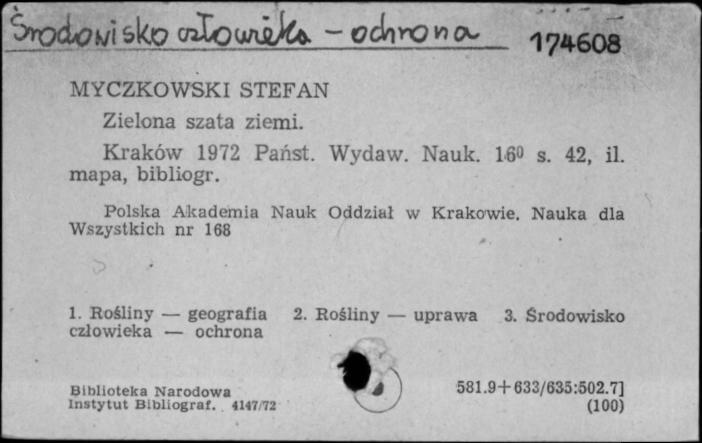 Środowisko człowieka – ochrona
174608
MYCZKOWSKI STEFAN
Zielona szata ziemi.
Kraków 1972 Państ. Wydaw. Nauk. 16⁰ s. 42, il.
mapa, bibliogr.
Polska Akademia Nauk Oddział w Krakowie. Nauka dla
Wszystkich nr 168
1. Rośliny — geografia 2. Rośliny — uprawa 3. Środowisko
człowieka — ochrona
Biblioteka Narodowa
Instytut Bibliograf. 4147/72
581.9+633/635:502.7]
(100)